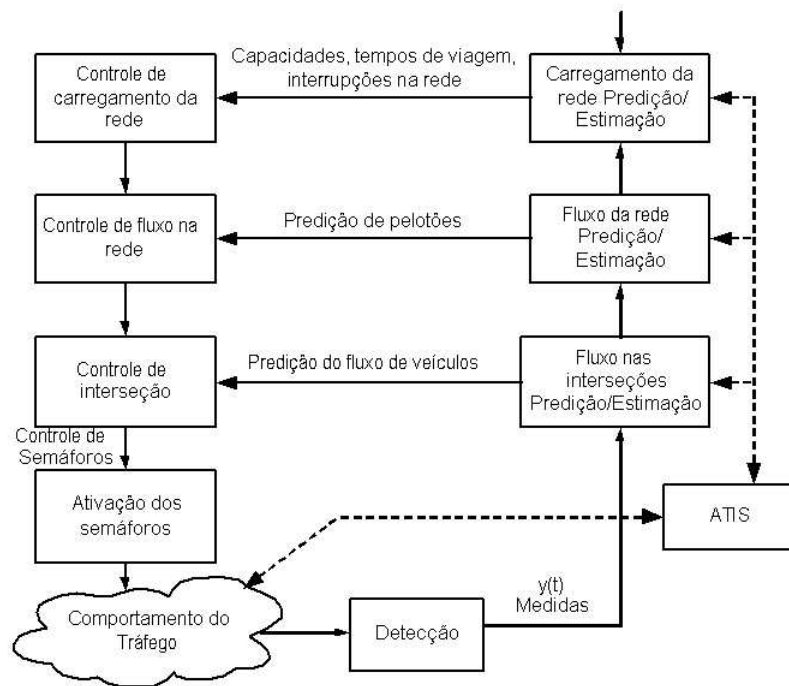 Controle de
carregamento da
rede
Capacidades, tempos de viagem,
interrupções na rede
Carregamento da
rede Predição/
Estimação
Controle de fluxo na
rede
Predição de pelotões
Fluxo da rede
Predição/
Estimação
Controle de
interseção
Predição do fluxo de veículos
Fluxo nas
interseções
Predição/Estimação
Controle de
Semáforos
Ativação dos
semáforos
ATIS
Comportamento do
Tráfego
Detecção
y(t)
Medidas